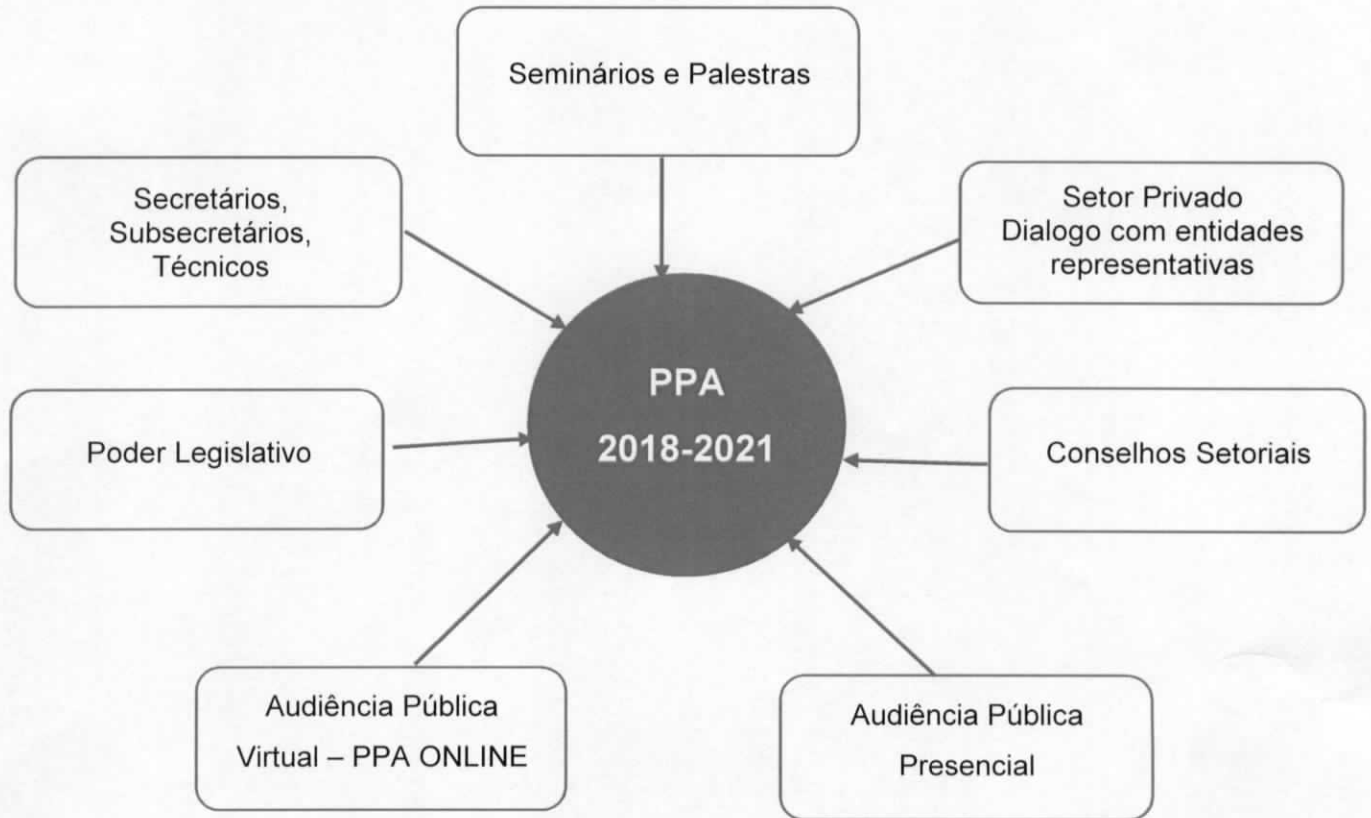 Seminários e Palestras
Secretários,
Subsecretários,
Técnicos
Setor Privado
Dialogo com entidades
representativas
PPA
2018-2021
Poder Legislativo
Conselhos Setoriais
Audiência Pública
Virtual – PPA ONLINE
Audiência Pública
Presencial